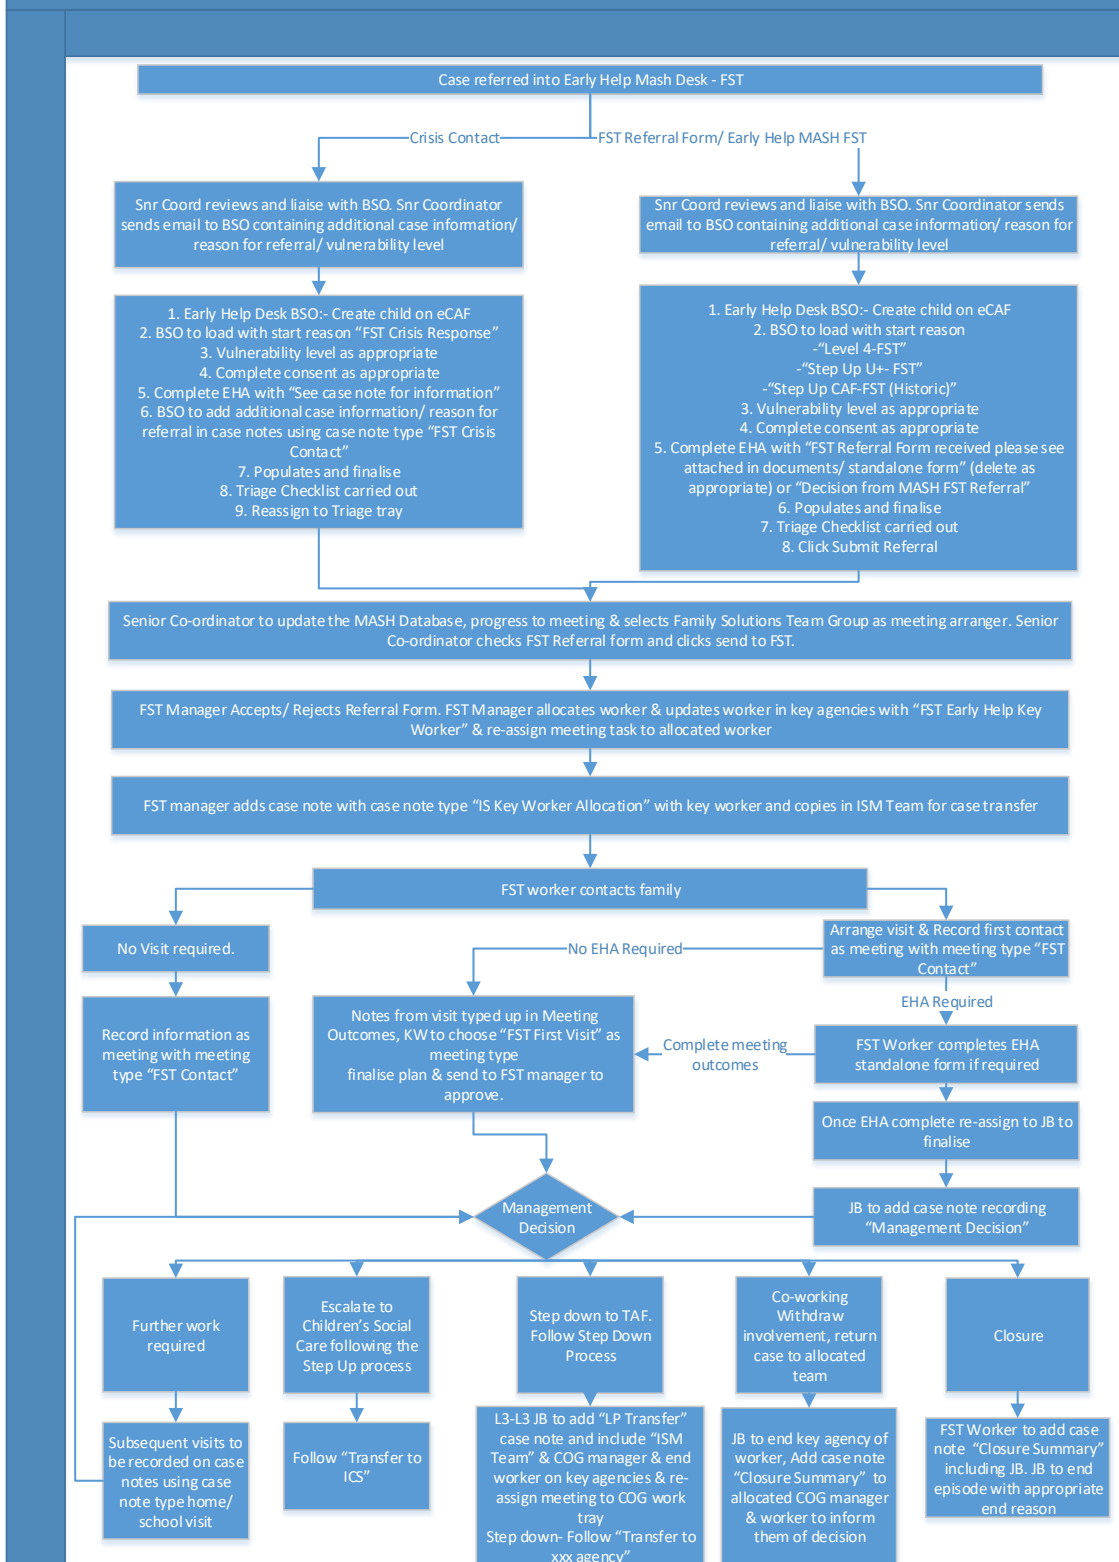 Case referred into Early Help Mash Desk - FST
Crisis Contact
FST Referral Form/ Early Help MASH FST
Snr Coord reviews and liaise with BSO. Snr Coordinator
sends email to BSO containing additional case information/
reason for referral/ vulnerability level
Snr Coord reviews and liaise with BSO. Snr Coordinator sends
email to BSO containing additional case information/ reason for
referral/ vulnerability level
1. Early Help Desk BSO:- Create child on eCAF
2. BSO to load with start reason “FST Crisis Response”
3. Vulnerability level as appropriate
4. Complete consent as appropriate
5. Complete EHA with “See case note for information”
6. BSO to add additional case information/ reason for
referral in case notes using case note type “FST Crisis
Contact”
7. Populates and finalise
8. Triage Checklist carried out
9. Reassign to Triage tray
1. Early Help Desk BSO:- Create child on eCAF
2. BSO to load with start reason
-“Level 4-FST”
-“Step Up U+- FST”
-“Step Up CAF-FST (Historic)”
3. Vulnerability level as appropriate
4. Complete consent as appropriate
5. Complete EHA with “FST Referral Form received please see
attached in documents/ standalone form” (delete as
appropriate) or “Decision from MASH FST Referral”
6. Populates and finalise
7. Triage Checklist carried out
8. Click Submit Referral
Senior Co-ordinator to update the MASH Database, progress to meeting & selects Family Solutions Team Group as meeting arranger. Senior
Co-ordinator checks FST Referral form and clicks send to FST.
FST Manager Accepts/ Rejects Referral Form. FST Manager allocates worker & updates worker in key agencies with “FST Early Help Key
Worker” & re-assign meeting task to allocated worker
FST manager adds case note with case note type “IS Key Worker Allocation” with key worker and copies in ISM Team for case transfer
FST worker contacts family
No Visit required.
No EHA Required
Arrange visit & Record first contact
as meeting with meeting type “FST
Contact”
EHA Required
Record information as
meeting with meeting
type “FST Contact”
Notes from visit typed up in Meeting
Outcomes, KW to choose “FST First Visit” as
meeting type
finalise plan & send to FST manager to
approve.
Complete meeting
outcomes
FST Worker completes EHA
standalone form if required
Once EHA complete re-assign to JB to
finalise
JB to add case note recording
“Management Decision”
Management
Decision
Further work
required
Escalate to
Children’s Social
Care following the
Step Up process
Step down to TAF.
Follow Step Down
Process
Co-working
Withdraw
involvement, return
case to allocated
team
Closure
Subsequent visits to
be recorded on case
notes using case
note type home/
school visit
Follow “Transfer to
ICS”
L3-L3 JB to add “LP Transfer”
case note and include “ISM
Team” & COG manager & end
worker on key agencies & re-
assign meeting to COG work
tray
Step down- Follow “Transfer to
xxx agency”
JB to end key agency of
worker, Add case note
“Closure Summary” to
allocated COG manager
& worker to inform
them of decision
FST Worker to add case
note “Closure Summary”
including JB. JB to end
episode with appropriate
end reason